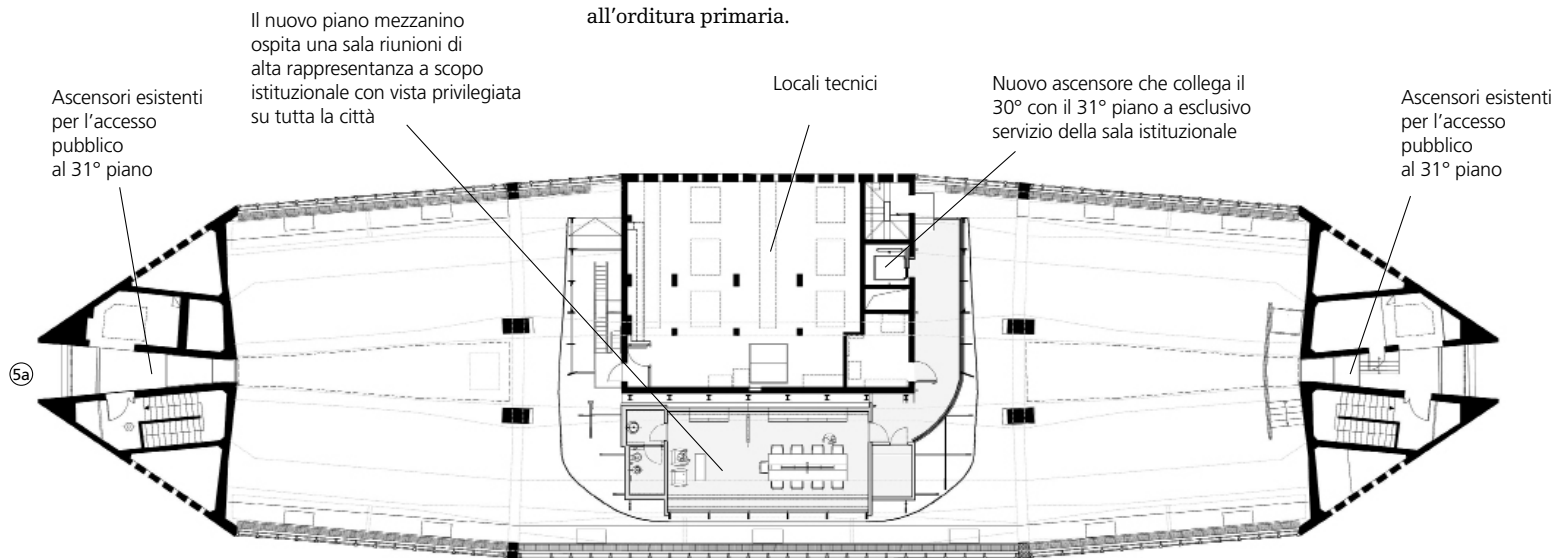 all'orditura primaria.
Il nuovo piano mezzanino
ospita una sala riunioni di
alta rappresentanza a scopo
istituzionale con vista privilegiata
su tutta la città
Ascensori esistenti
per l'accesso
pubblico
al 31° piano
Locali tecnici
Nuovo ascensore che collega il
30° con il 31° piano a esclusivo
servizio della sala istituzionale
Ascensori esistenti
per l'accesso
pubblico
al 31° piano
5a